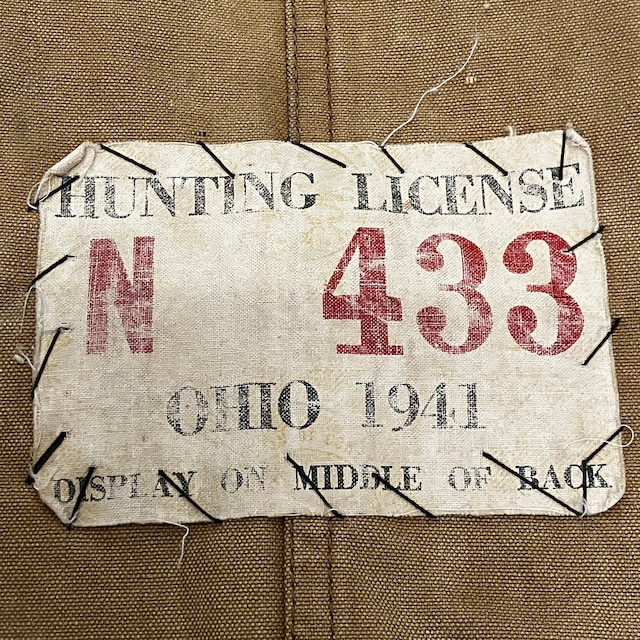 HUNTING LICENSE
N 433
OHIO 1941
DISPLAY ON MIDDLE OF BACK